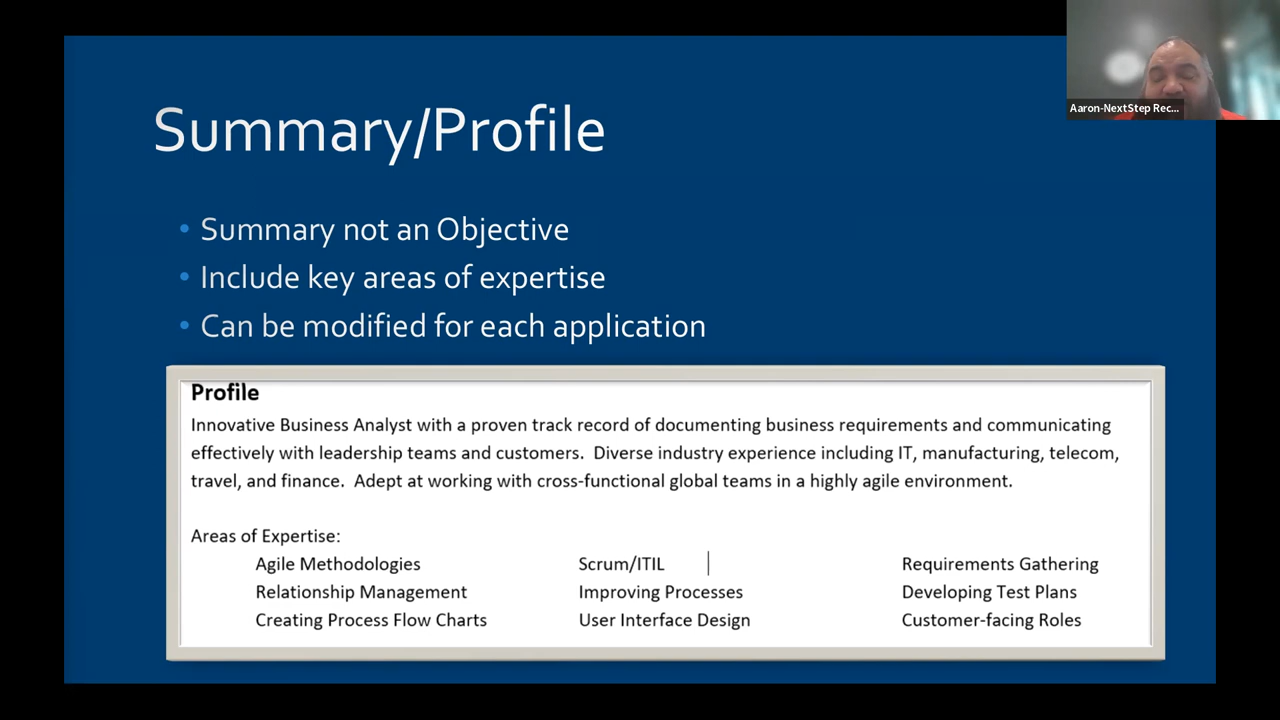 Summary/Profile
Aaron-NextStep Rec...
• Summary not an Objective
• Include key areas of expertise
• Can be modified for each application
Profile
Innovative Business Analyst with a proven track record of documenting business requirements and communicating
effectively with leadership teams and customers.  Diverse industry experience including IT, manufacturing, telecom,
travel, and finance.  Adept at working with cross-functional global teams in a highly agile environment.
Areas of Expertise:
Agile Methodologies Scrum/ITIL Requirements Gathering
Relationship Management Improving Processes Developing Test Plans
Creating Process Flow Charts User Interface Design Customer-facing Roles